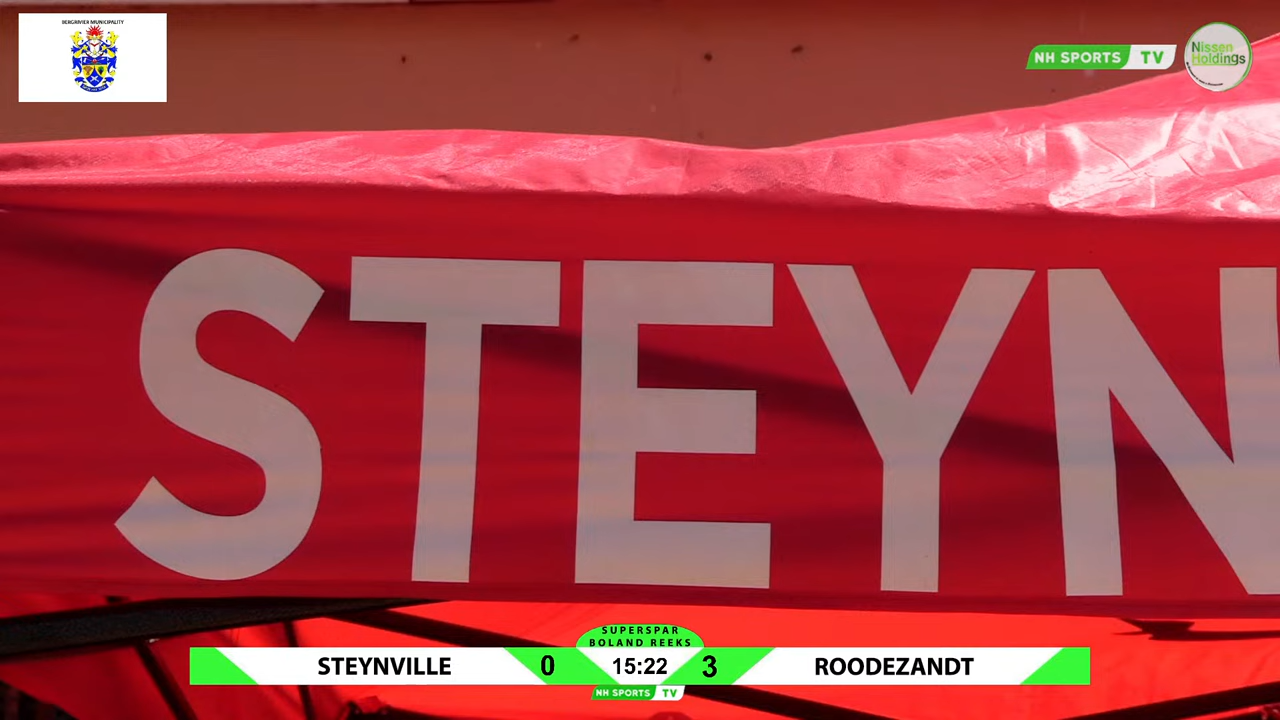 BERGRIVIER MUNICIPALITY
NH SPORTS TV
Nissen
Holdings
STEYN
SUPERSPAR
BOLAND REEKS
STEYNVILLE 0 15:22 3 ROODEZANDT
NH SPORTS TV